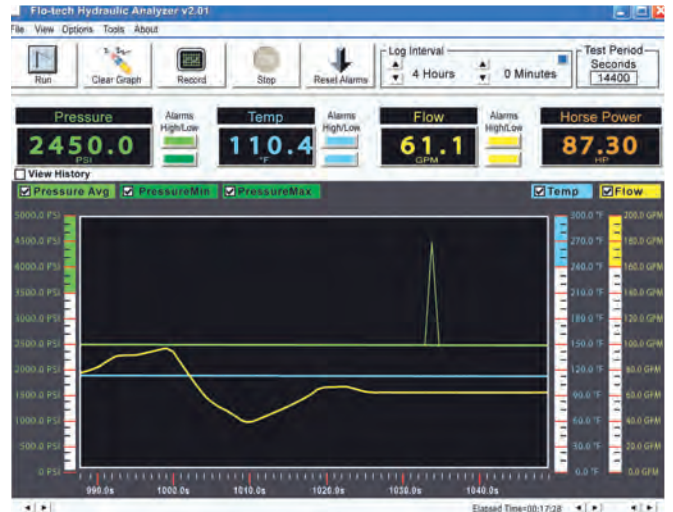 Flo-tech Hydraulic Analyzer v2.01
File View Options Tools About
Run
Clear Graph
Record
Stop
Reset Alarms
Log Interval
4 Hours
0 Minutes
Test Period
Seconds
14400
Pressure
2450.0
PSI
Alarms
High/Low
Temp
110.4
°F
Alarms
High/Low
Flow
61.1
GPM
Alarms
High/Low
Horse Power
87.30
HP
View History
Pressure Avg
PressureMin
PressureMax
Temp
Flow
5000.0 PSI
4500.0 PSI
4000.0 PSI
3500.0 PSI
3000.0 PSI
2500.0 PSI
2000.0 PSI
1500.0 PSI
1000.0 PSI
500.0 PSI
0 PSI
300.0 °F
270.0 °F
240.0 °F
210.0 °F
180.0 °F
150.0 °F
120.0 °F
90.0 °F
60.0 °F
30.0 °F
0.0 °F
200.0 GPM
180.0 GPM
160.0 GPM
140.0 GPM
120.0 GPM
100.0 GPM
80.0 GPM
60.0 GPM
40.0 GPM
20.0 GPM
0.0 GPM
990.0s
1000.0s
1010.0s
1020.0s
1030.0s
1040.0s
Elapsed Time=00:17:28